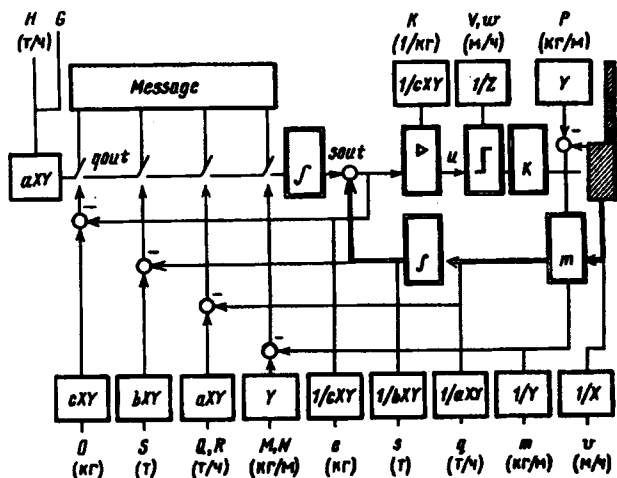 H G K V, w P
(т/ч) (1/кг) (м/ч) (кг/м)
Message 1/cXY 1/Z Y
aXY qout ∫ sout ▷ u K
∫ m
cXY bXY aXY Y 1/cXY 1/bXY 1/aXY 1/Y 1/X
O S Q,R M,N e s q m v
(кг) (т) (т/ч) (кг/м) (кг) (т) (т/ч) (кг/м) (м/ч)